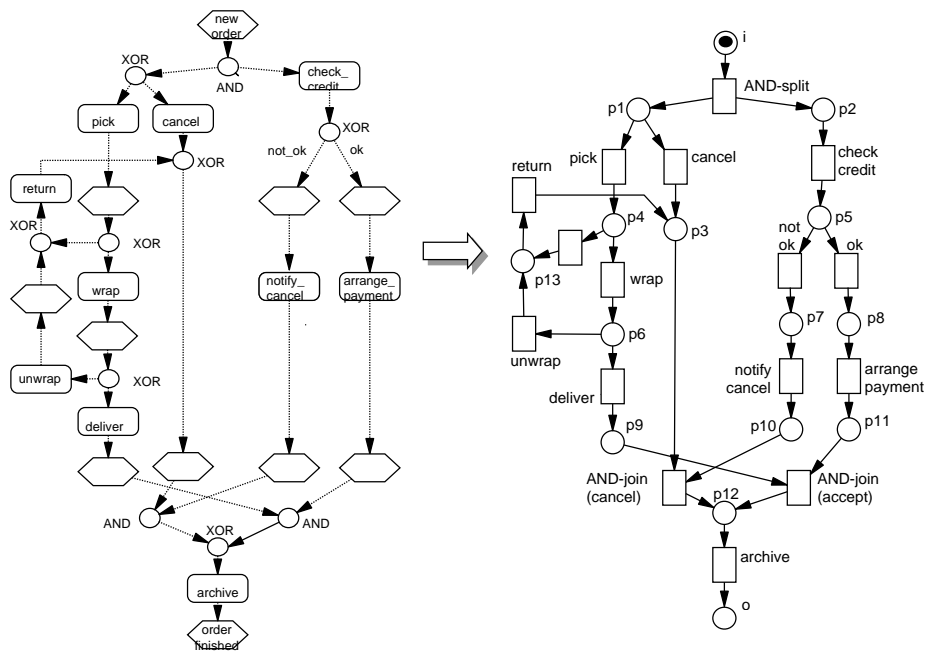 new
order
XOR
AND
check_
credit
pick
cancel
XOR
not_ok
ok
XOR
return
XOR
XOR
wrap
notify_
cancel
arrange_
payment
unwrap
XOR
deliver
AND
XOR
AND
archive
order
finished
i
AND-split
p1
p2
pick
cancel
check
credit
return
p4
p3
p5
not
ok
ok
p13
wrap
p6
p7
p8
unwrap
notify
cancel
arrange
payment
deliver
p9
p10
p11
AND-join
(cancel)
p12
AND-join
(accept)
archive
o